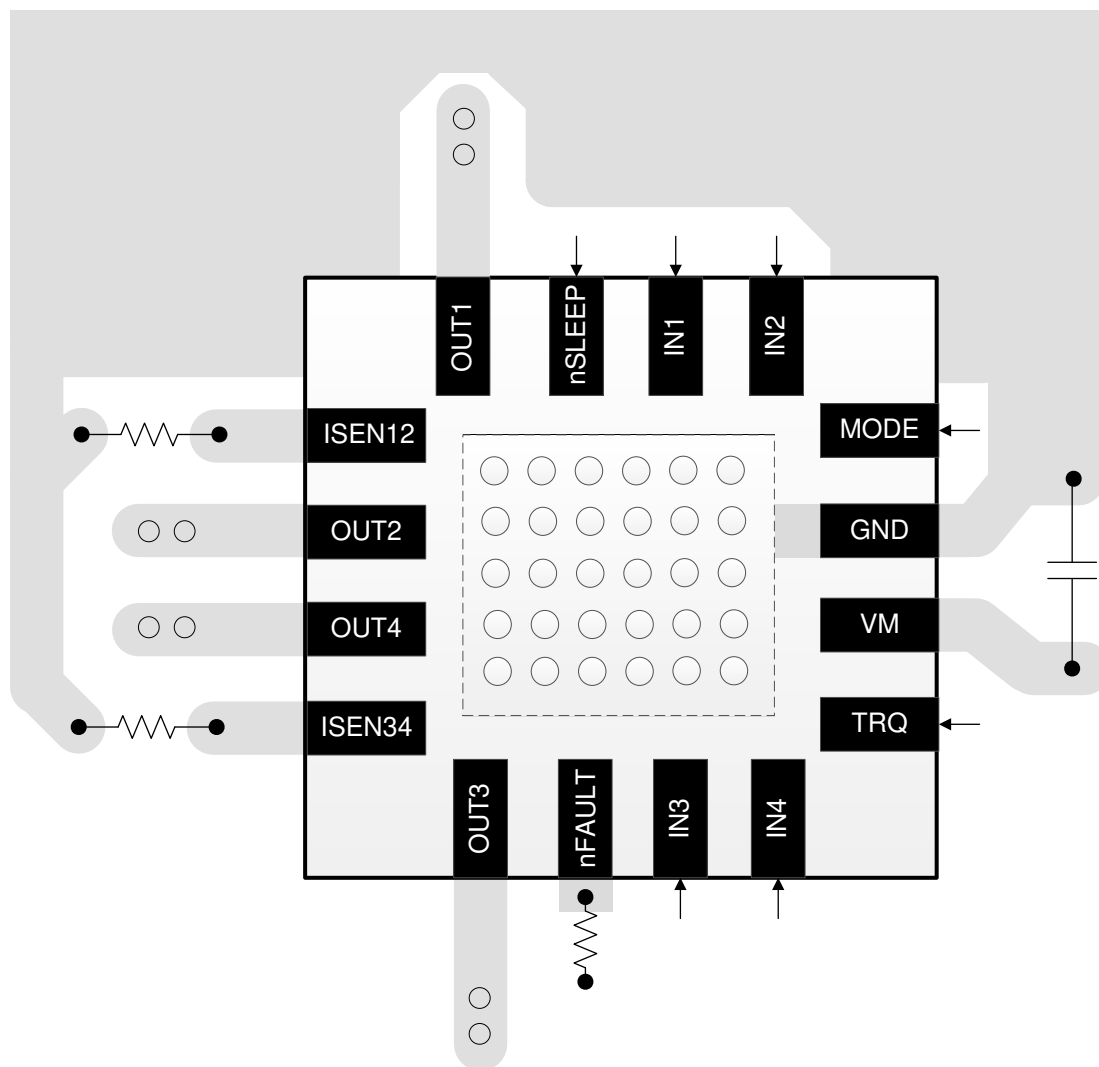 OUT1
nSLEEP
IN1
IN2
ISEN12
MODE
OUT2
GND
OUT4
VM
ISEN34
TRQ
OUT3
nFAULT
IN3
IN4